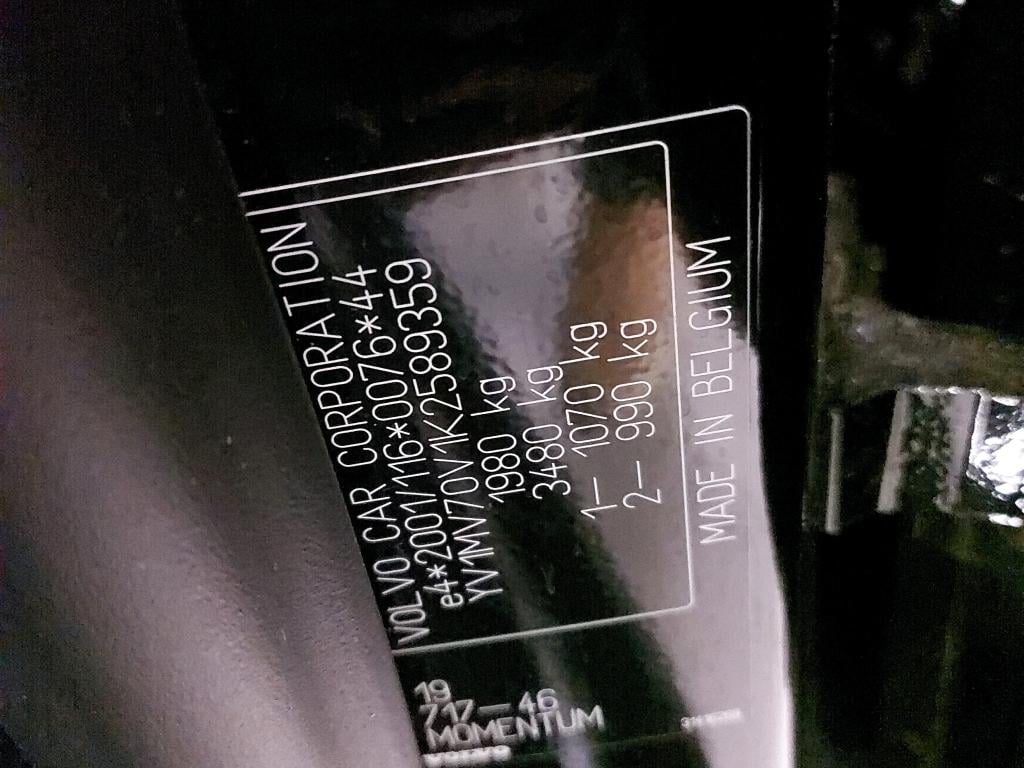 VOLVO CAR CORPORATION
e4*2001/116*0076*44
YV1MV70V1K2589359
1980 kg
3480 kg
1— 1070 kg
2— 990 kg
MADE IN BELGIUM
19
717—46
MOMENTUM
VOLVO